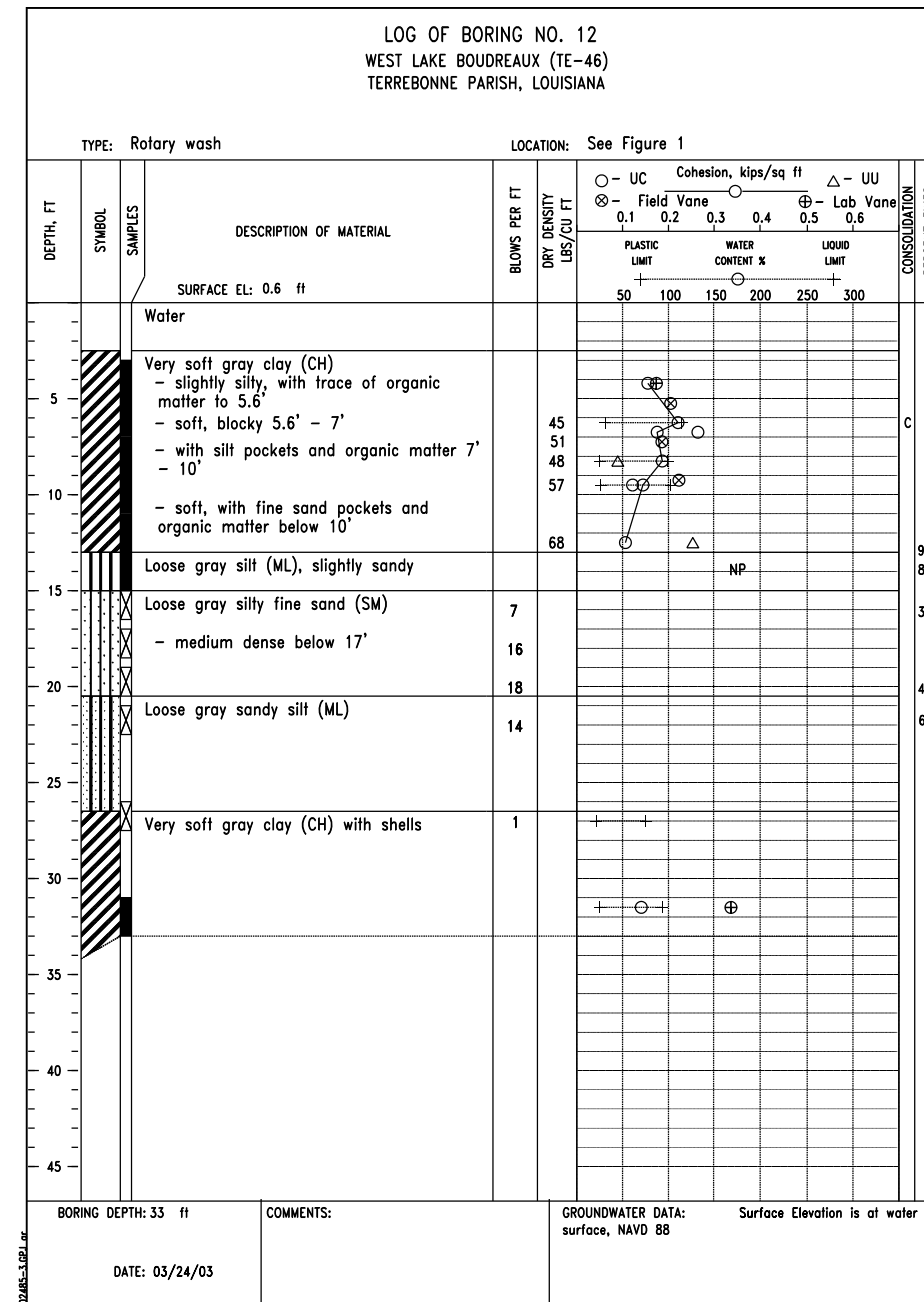 LOG OF BORING NO. 12
WEST LAKE BOUDREAUX (TE-46)
TERREBONNE PARISH, LOUISIANA
TYPE: Rotary wash
LOCATION: See Figure 1
DEPTH, FT
SYMBOL
SAMPLES
DESCRIPTION OF MATERIAL
SURFACE EL: 0.6 ft
BLOWS PER FT
DRY DENSITY
LBS/CU FT
- UC Cohesion, kips/sq ft - UU
- Field Vane - Lab Vane
0.1 0.2 0.3 0.4 0.5 0.6
PLASTIC WATER LIQUID
LIMIT CONTENT % LIMIT
50 100 150 200 250 300
CONSOLIDATION
Water
Very soft gray clay (CH)
- slightly silty, with trace of organic
matter to 5.6'
5
- soft, blocky 5.6' - 7' 45 C
51
- with silt pockets and organic matter 7'
- 10'
48
57
10
- soft, with fine sand pockets and
organic matter below 10'
68
9
Loose gray silt (ML), slightly sandy NP 8
15
Loose gray silty fine sand (SM) 7 3
- medium dense below 17' 16
20 18 4
Loose gray sandy silt (ML) 14 6
25
Very soft gray clay (CH) with shells 1
30
35
40
45
BORING DEPTH: 33 ft
DATE: 03/24/03
COMMENTS:
GROUNDWATER DATA: Surface Elevation is at water
surface, NAVD 88